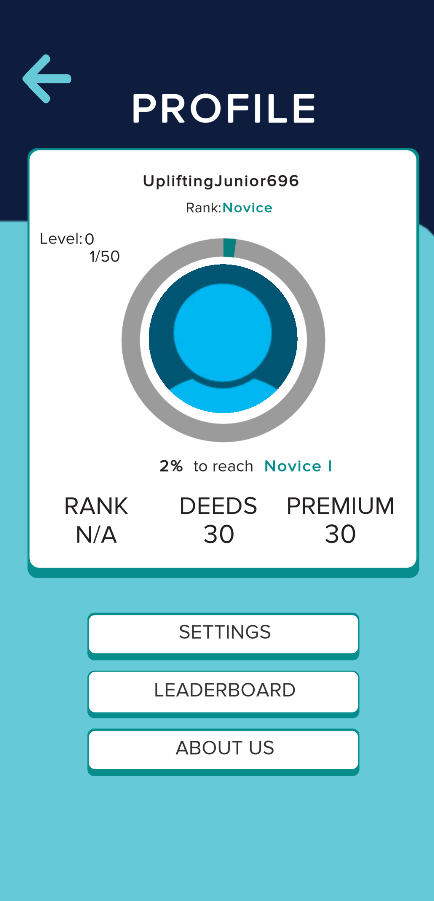 PROFILE
UpliftingJunior696
Rank:Novice
Level:0
1/50
2% to reach Novice I
RANK DEEDS PREMIUM
N/A 30 30
SETTINGS
LEADERBOARD
ABOUT US